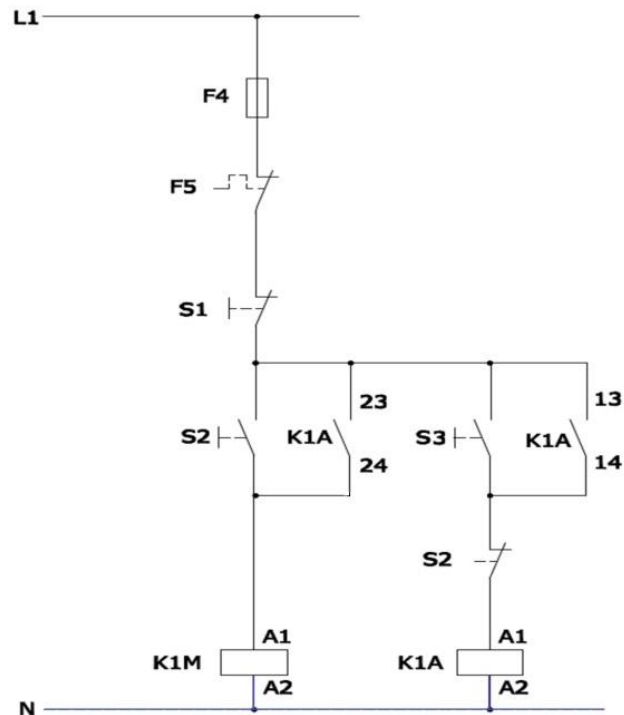 L1
F4
F5
S1
23 13
S2 K1A S3 K1A
24 14
S2
A1 A1
K1M K1A
A2 A2
N